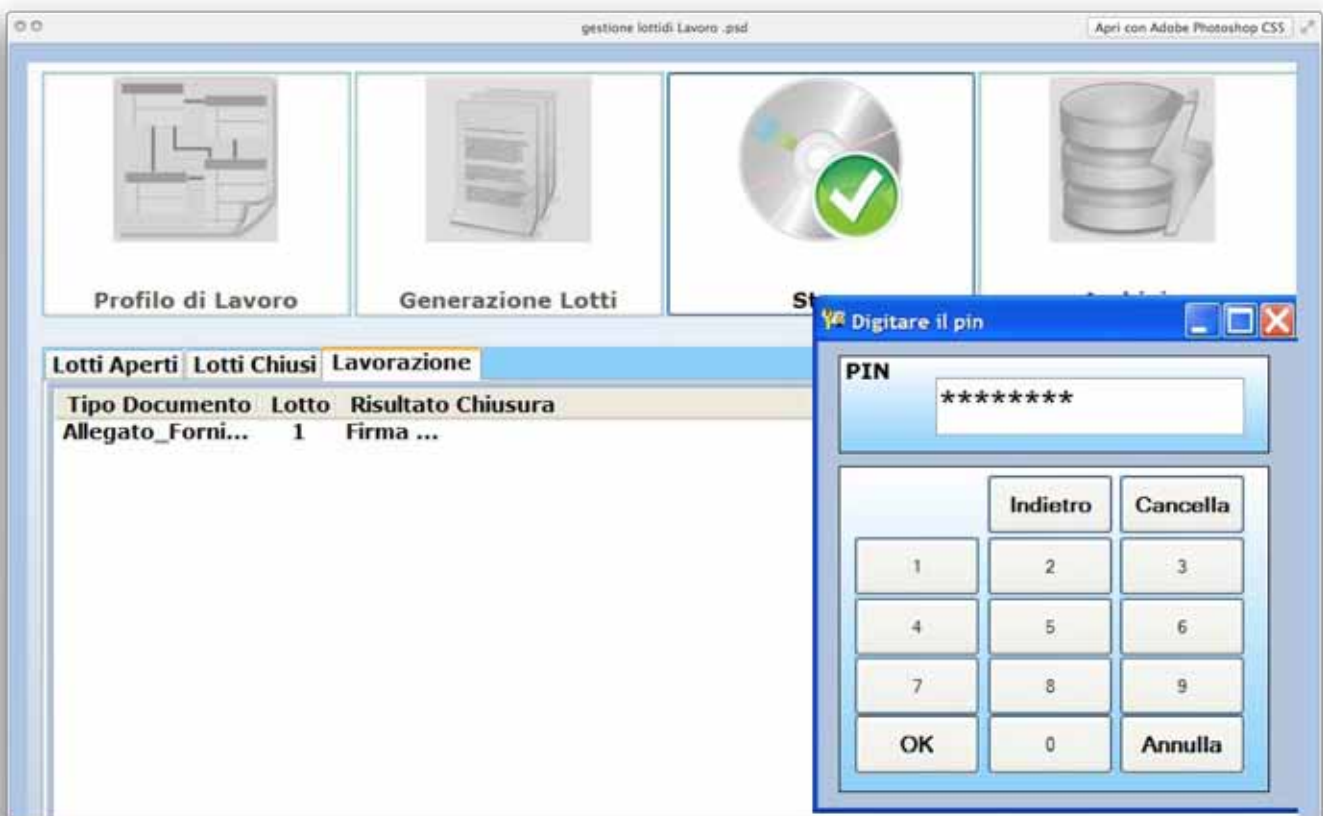 gestione lottidi Lavoro .psd
Apri con Adobe Photoshop CS5
Profilo di Lavoro
Generazione Lotti
Digitare il pin
Lotti Aperti Lotti Chiusi Lavorazione
PIN
********
Tipo Documento Lotto Risultato Chiusura
Allegato_Forni... 1 Firma ...
Indietro Cancella
1 2 3
4 5 6
7 8 9
OK 0 Annulla